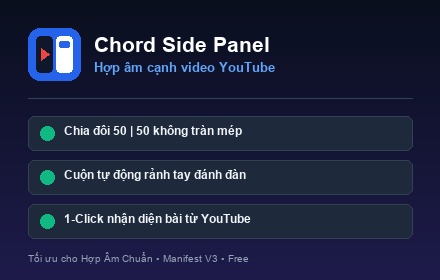 Chord Side Panel
Hợp âm cạnh video YouTube
Chia đôi 50 | 50 không tràn mép
Cuộn tự động rảnh tay đánh đàn
1-Click nhận diện bài từ YouTube
Tối ưu cho Hợp Âm Chuẩn • Manifest V3 • Free